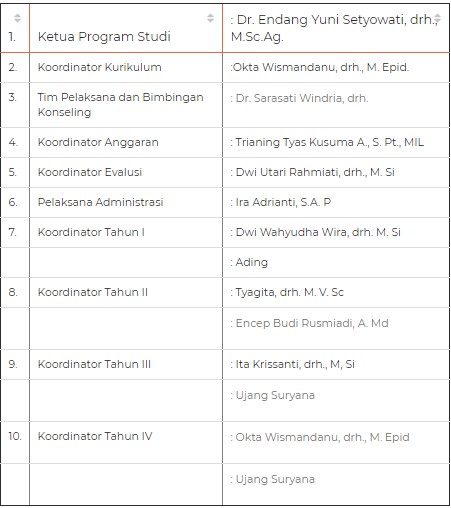 1. Ketua Program Studi : Dr. Endang Yuni Setyowati, drh.,
M.Sc.Ag.
2. Koordinator Kurikulum :Okta Wismandanu, drh., M. Epid.
3. Tim Pelaksana dan Bimbingan : Dr. Sarasati Windria, drh.
Konseling
4. Koordinator Anggaran : Trianing Tyas Kusuma A., S. Pt., MIL
5. Koordinator Evalusi : Dwi Utari Rahmiati, drh., M. Si
6. Pelaksana Administrasi : Ira Adrianti, S.A. P
7. Koordinator Tahun I : Dwi Wahyudha Wira, drh. M. Si
: Ading
8. Koordinator Tahun II : Tyagita, drh. M. V. Sc
: Encep Budi Rusmiadi, A. Md
9. Koordinator Tahun III : Ita Krissanti, drh., M, Si
: Ujang Suryana
10. Koordinator Tahun IV : Okta Wismandanu, drh., M. Epid
: Ujang Suryana